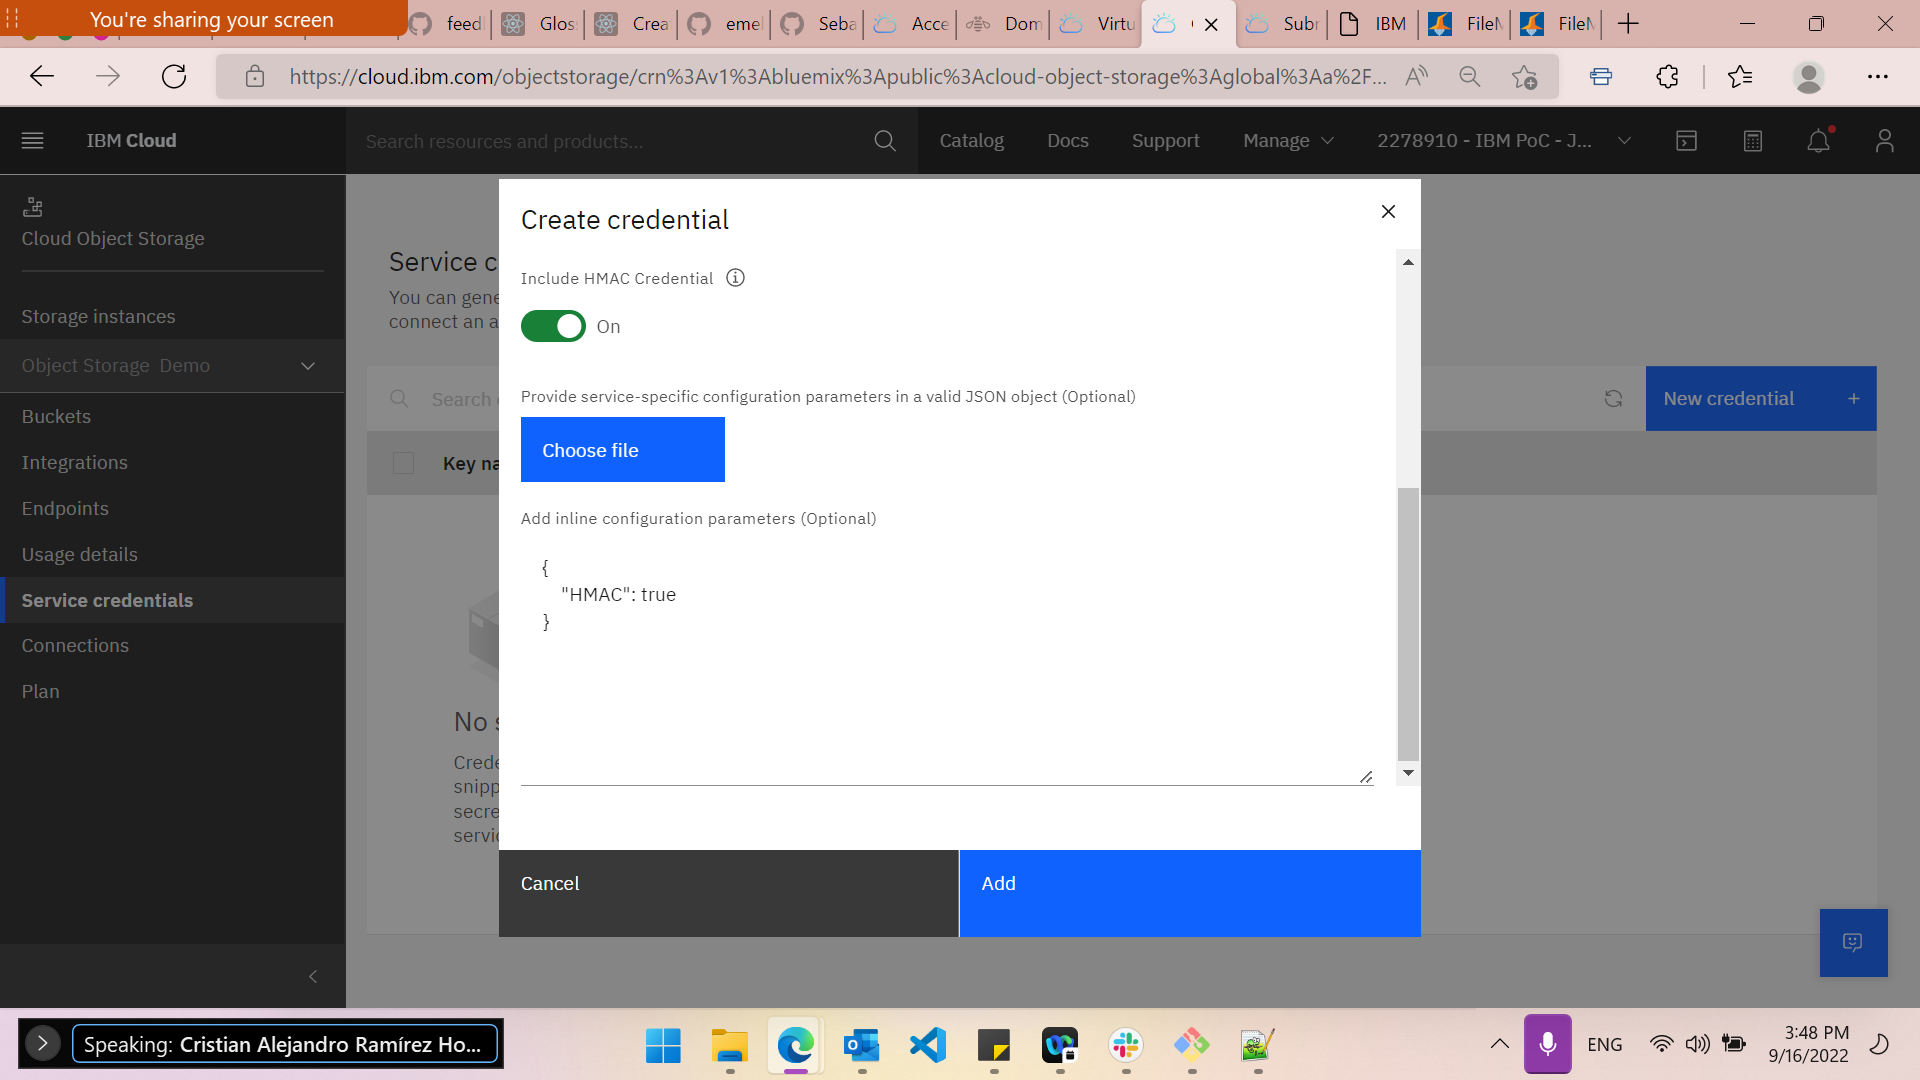 You're sharing your screen
feedl
Glos
Crea
emel
Seba
Acce
Dom
Virtu
Subr
IBM
FileM
FileM
https://cloud.ibm.com/objectstorage/crn%3Av1%3Abluemix%3Apublic%3Acloud-object-storage%3Aglobal%3Aa%2F...
IBM Cloud
Search resources and products...
Catalog
Docs
Support
Manage
2278910 - IBM PoC - J...
Cloud Object Storage
Storage instances
Object Storage Demo
Buckets
Integrations
Endpoints
Usage details
Service credentials
Connections
Plan
Service c
You can gene
connect an a
Search
New credential +
Key na
No s
Crede
snipp
secre
servic
Create credential
Include HMAC Credential
On
Provide service-specific configuration parameters in a valid JSON object (Optional)
Choose file
Add inline configuration parameters (Optional)
{
"HMAC": true
}
Cancel
Add
Speaking: Cristian Alejandro Ramírez Ho...
ENG
3:48 PM
9/16/2022